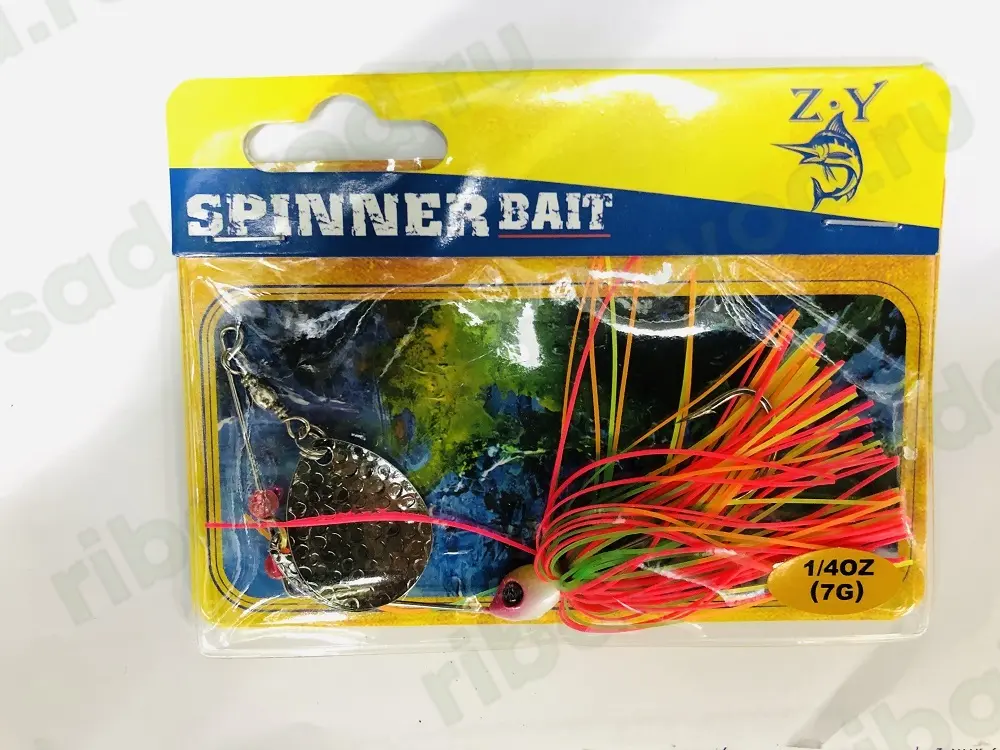 Z·Y
SPINNER BAIT
1/4OZ
(7G)